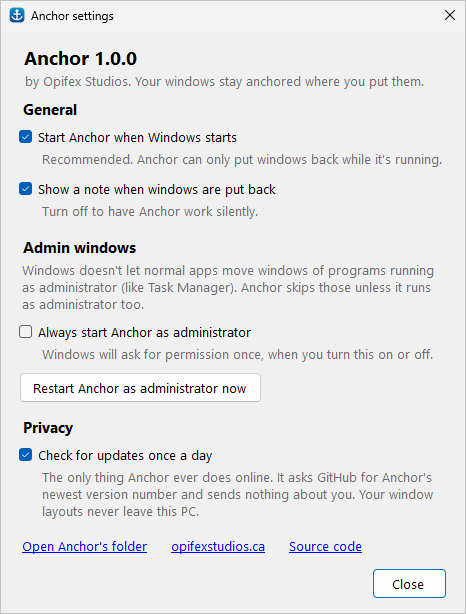 Anchor settings
Anchor 1.0.0
by Opifex Studios. Your windows stay anchored where you put them.
General
Start Anchor when Windows starts
Recommended. Anchor can only put windows back while it's running.
Show a note when windows are put back
Turn off to have Anchor work silently.
Admin windows
Windows doesn't let normal apps move windows of programs running
as administrator (like Task Manager). Anchor skips those unless it runs
as administrator too.
Always start Anchor as administrator
Windows will ask for permission once, when you turn this on or off.
Restart Anchor as administrator now
Privacy
Check for updates once a day
The only thing Anchor ever does online. It asks GitHub for Anchor's
newest version number and sends nothing about you. Your window
layouts never leave this PC.
Open Anchor's folder opifexstudios.ca Source code
Close